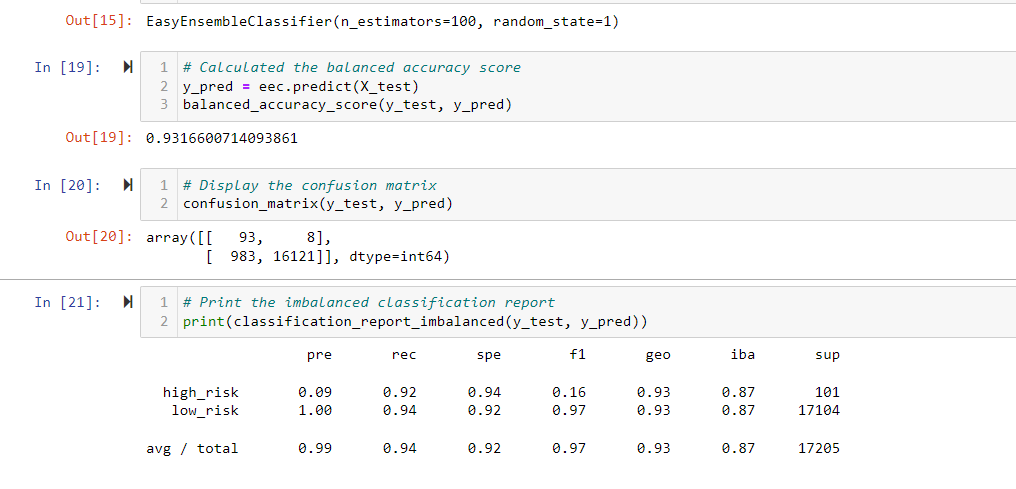 Out[15]: EasyEnsembleClassifier(n_estimators=100, random_state=1)
In [19]: 1 # Calculated the balanced accuracy score
2 y_pred = eec.predict(X_test)
3 balanced_accuracy_score(y_test, y_pred)
Out[19]: 0.9316600714093861
In [20]: 1 # Display the confusion matrix
2 confusion_matrix(y_test, y_pred)
Out[20]: array([[   93,     8],
[  983, 16121]], dtype=int64)
In [21]: 1 # Print the imbalanced classification report
2 print(classification_report_imbalanced(y_test, y_pred))
pre rec spe f1 geo iba sup
high_risk 0.09 0.92 0.94 0.16 0.93 0.87 101
low_risk 1.00 0.94 0.92 0.97 0.93 0.87 17104
avg / total 0.99 0.94 0.92 0.97 0.93 0.87 17205